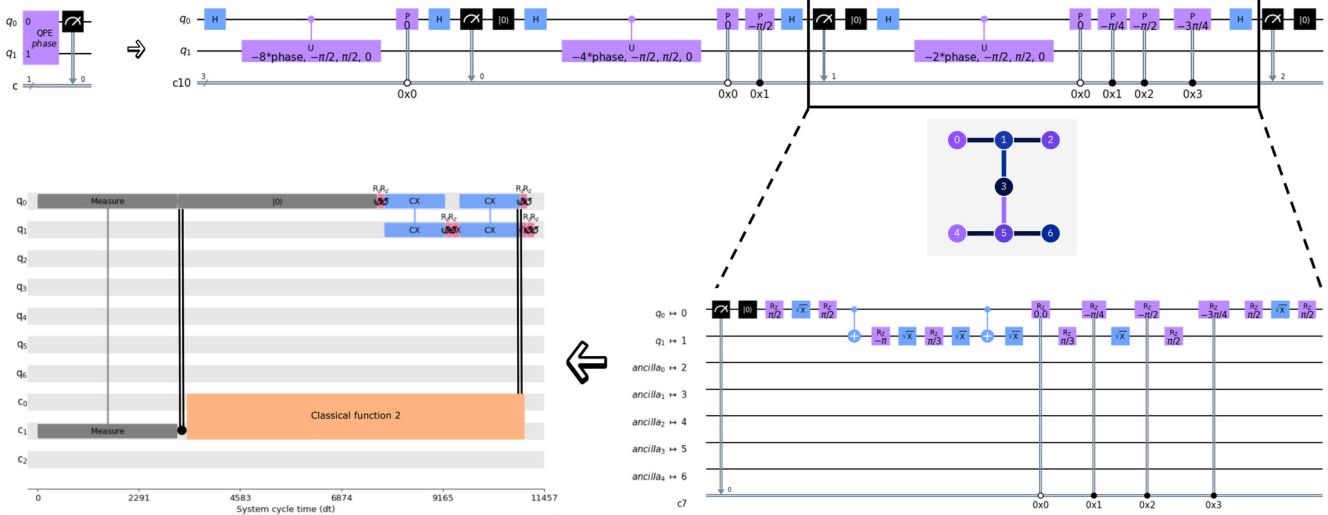 q0 0 QPE phase
q1 1
c 1 0
q0 H P 0 H |0⟩ H P 0 P −π/2 H |0⟩ H P 0 P −π/4 P −π/2 P −3π/4 H |0⟩
q1 U −8*phase, −π/2, π/2, 0 U −4*phase, −π/2, π/2, 0 U −2*phase, −π/2, π/2, 0
c10 3 0 1 2
0x0 0x0 0x1 0x0 0x1 0x2 0x3
0 1 2
3
4 5 6
RzRz RzRz
q0 Measure |0⟩ CX CX
RzRz RzRz
q1 CX CX
q2
q3
q4
q5
q6
c0
Classical function 2
c1 Measure
c2
0 2291 4583 6874 9165 11457
System cycle time (dt)
q0 ↦ 0 |0⟩ Rz π/2 √X Rz π/2 Rz 0.0 Rz −π/4 Rz −π/2 Rz −3π/4 Rz π/2 √X Rz π/2
q1 ↦ 1 Rz −π √X Rz π/3 √X √X Rz π/3 √X Rz π/2
ancilla0 ↦ 2
ancilla1 ↦ 3
ancilla2 ↦ 4
ancilla3 ↦ 5
ancilla4 ↦ 6
c7 0
0x0 0x1 0x2 0x3